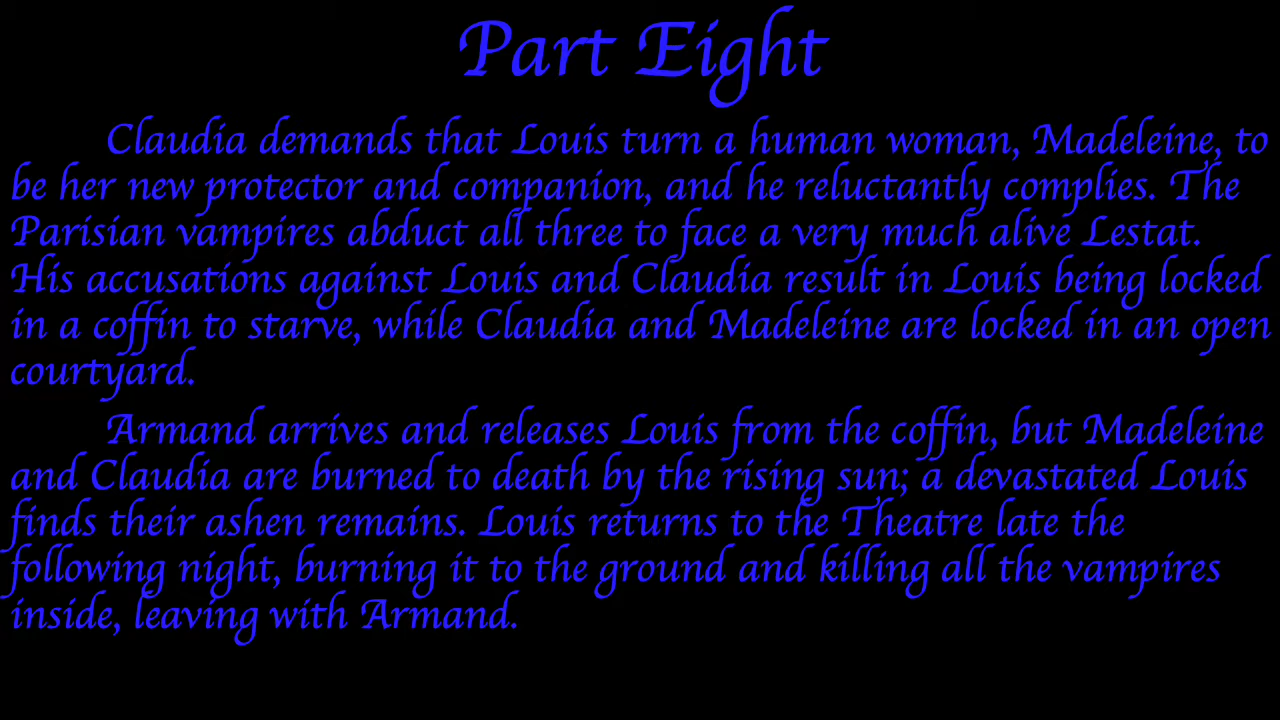 Part Eight
Claudia demands that Louis turn a human woman, Madeleine, to
be her new protector and companion, and he reluctantly complies. The
Parisian vampires abduct all three to face a very much alive Lestat.
His accusations against Louis and Claudia result in Louis being locked
in a coffin to starve, while Claudia and Madeleine are locked in an open
courtyard.
Armand arrives and releases Louis from the coffin, but Madeleine
and Claudia are burned to death by the rising sun; a devastated Louis
finds their ashen remains. Louis returns to the Theatre late the
following night, burning it to the ground and killing all the vampires
inside, leaving with Armand.